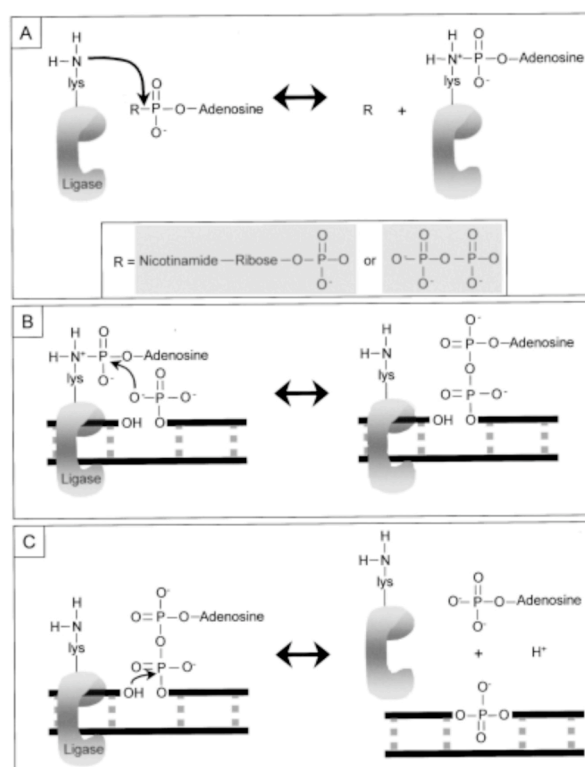 A
H
H—N
lys
O
R—P—O—Adenosine
O⁻
Ligase
H O
H—N⁺—P—O—Adenosine
lys O⁻
R +
R = Nicotinamide—Ribose—O—P—O
O
O⁻
or
O O
O—P—O—P—O
O⁻ O⁻
B
H O
H—N⁺—P=O—Adenosine
lys O⁻ O
O—P—O⁻
OH O
Ligase
H
H—N
lys
O⁻
O=P—O—Adenosine
O
O=P—O⁻
OH O
Ligase
C
H
H—N
lys
O⁻
O=P—O—Adenosine
O
O=P—O⁻
OH O
Ligase
H
H—N
lys
O
O⁻—P—O—Adenosine
O⁻
+ H⁺
O⁻
O—P—O
O